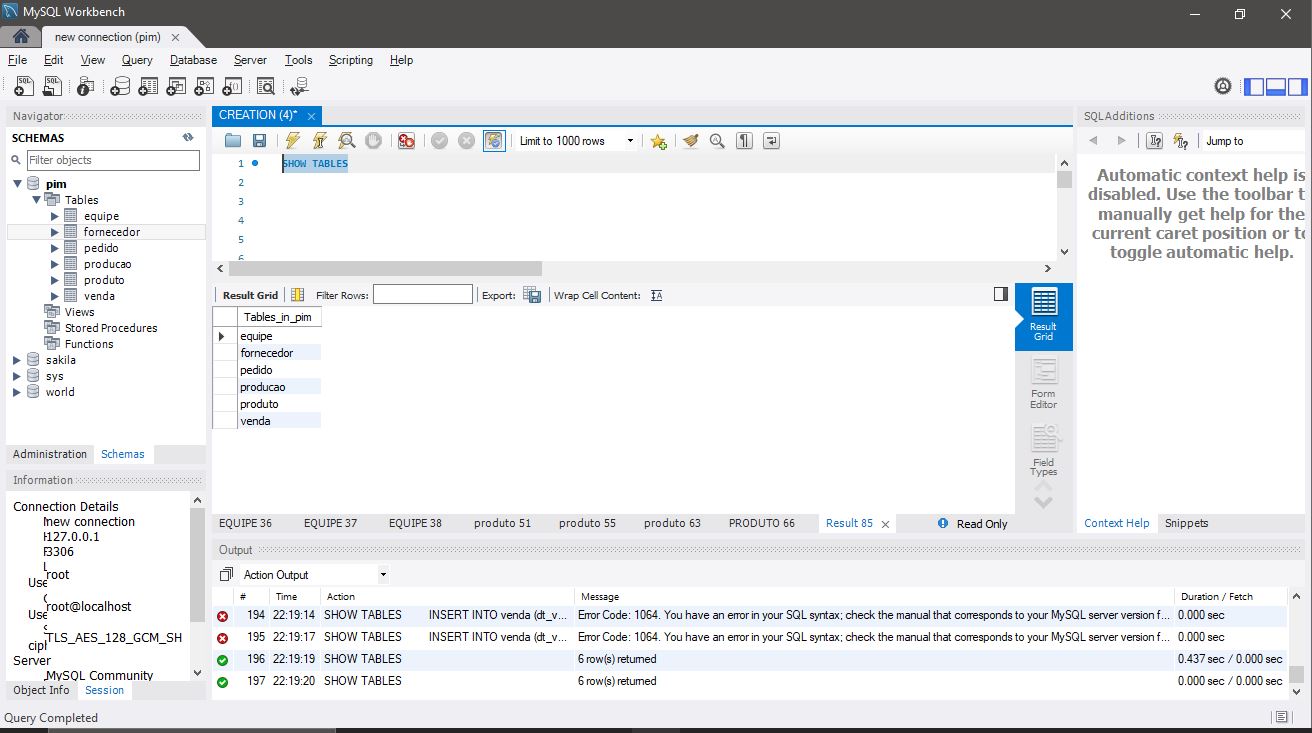 MySQL Workbench
new connection (pim)
File Edit View Query Database Server Tools Scripting Help
Navigator
SCHEMAS
Filter objects
pim
Tables
equipe
fornecedor
pedido
producao
produto
venda
Views
Stored Procedures
Functions
sakila
sys
world
Administration Schemas
Information
Connection Details
new connection
127.0.0.1
3306
root
Use
root@localhost
Use
TLS_AES_128_GCM_SH
ciph
Server
MySQL Community
Object Info Session
CREATION (4)*
Limit to 1000 rows
1 SHOW TABLES
2
3
4
5
6
Result Grid Filter Rows: Export: Wrap Cell Content:
Tables_in_pim
equipe
fornecedor
pedido
producao
produto
venda
Result
Grid
Form
Editor
Field
Types
EQUIPE 36 EQUIPE 37 EQUIPE 38 produto 51 produto 55 produto 63 PRODUTO 66 Result 85 Read Only
Output
Action Output
# Time Action Message Duration / Fetch
194 22:19:14 SHOW TABLES INSERT INTO venda (dt_v... Error Code: 1064. You have an error in your SQL syntax; check the manual that corresponds to your MySQL server version f... 0.000 sec
195 22:19:17 SHOW TABLES INSERT INTO venda (dt_v... Error Code: 1064. You have an error in your SQL syntax; check the manual that corresponds to your MySQL server version f... 0.000 sec
196 22:19:19 SHOW TABLES 6 row(s) returned 0.437 sec / 0.000 sec
197 22:19:20 SHOW TABLES 6 row(s) returned 0.000 sec / 0.000 sec
SQLAdditions
Jump to
Automatic context help is
disabled. Use the toolbar t
manually get help for the
current caret position or to
toggle automatic help.
Context Help Snippets
Query Completed